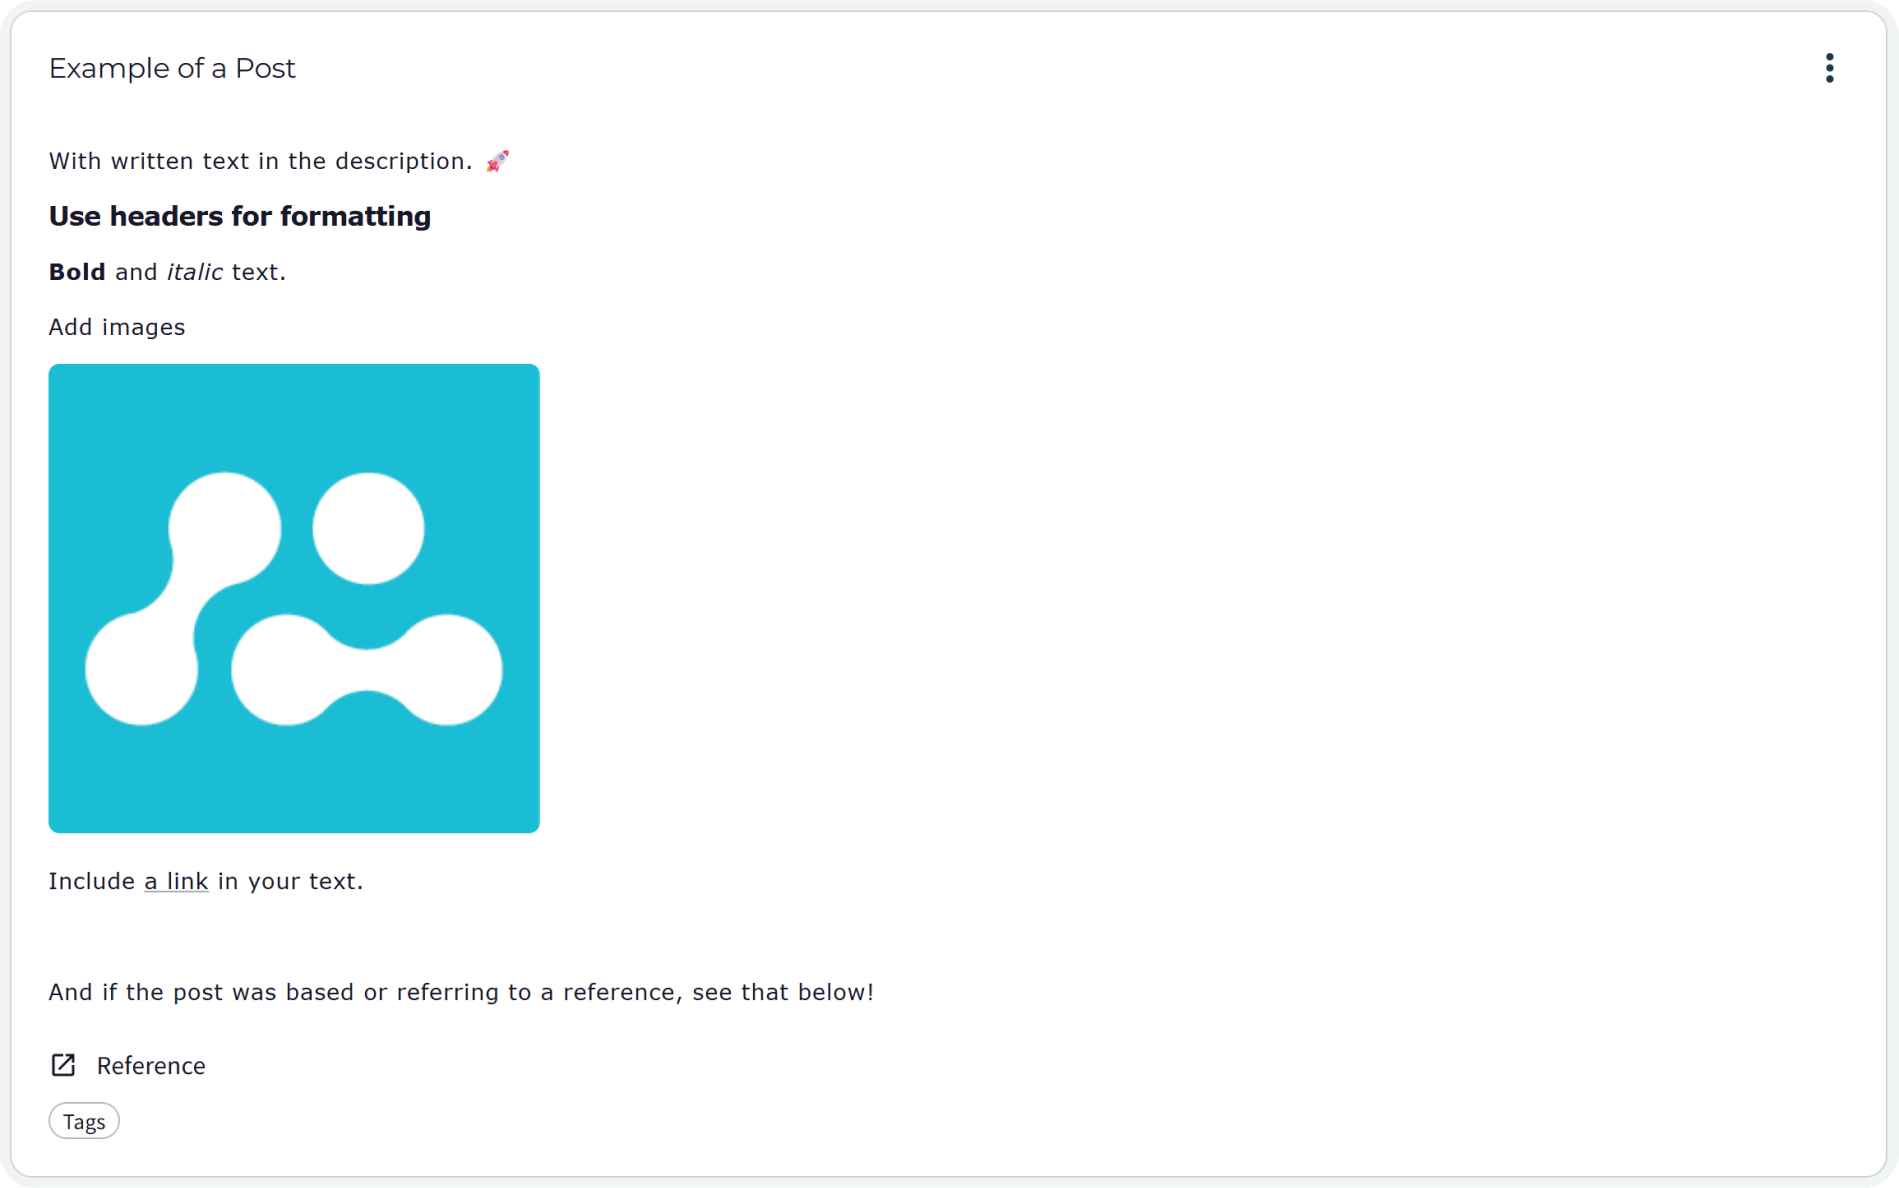 Example of a Post
With written text in the description. 🚀
Use headers for formatting
Bold and italic text.
Add images
Include a link in your text.
And if the post was based or referring to a reference, see that below!
Reference
Tags